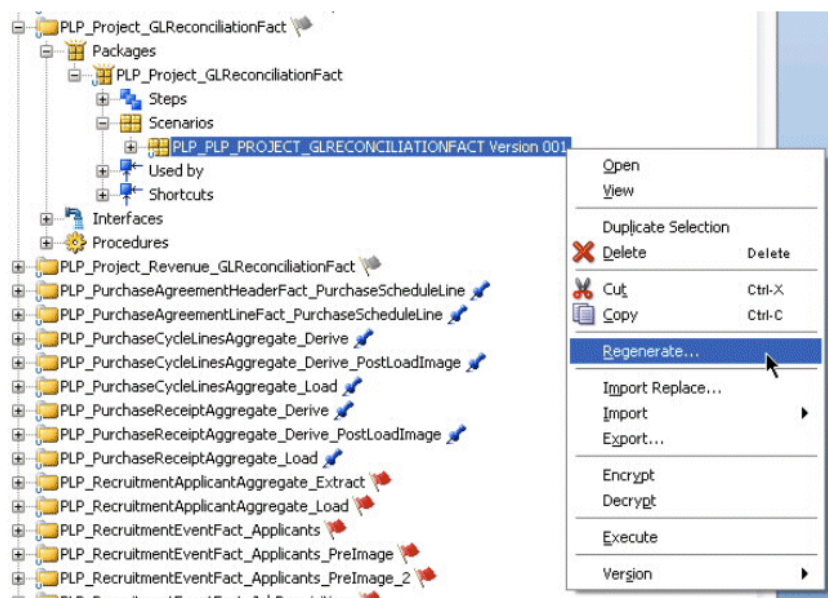 PLP_Project_GLReconciliationFact
Packages
PLP_Project_GLReconciliationFact
Steps
Scenarios
PLP_PLP_PROJECT_GLRECONCILIATIONFACT Version 001
Used by
Shortcuts
Interfaces
Procedures
PLP_Project_Revenue_GLReconciliationFact
PLP_PurchaseAgreementHeaderFact_PurchaseScheduleLine
PLP_PurchaseAgreementLineFact_PurchaseScheduleLine
PLP_PurchaseCycleLinesAggregate_Derive
PLP_PurchaseCycleLinesAggregate_Derive_PostLoadImage
PLP_PurchaseCycleLinesAggregate_Load
PLP_PurchaseReceiptAggregate_Derive
PLP_PurchaseReceiptAggregate_Derive_PostLoadImage
PLP_PurchaseReceiptAggregate_Load
PLP_RecruitmentApplicantAggregate_Extract
PLP_RecruitmentApplicantAggregate_Load
PLP_RecruitmentEventFact_Applicants
PLP_RecruitmentEventFact_Applicants_PreImage
PLP_RecruitmentEventFact_Applicants_PreImage_2
Open
View
Duplicate Selection
Delete Delete
Cut Ctrl-X
Copy Ctrl-C
Regenerate...
Import Replace...
Import
Export...
Encrypt
Decrypt
Execute
Version